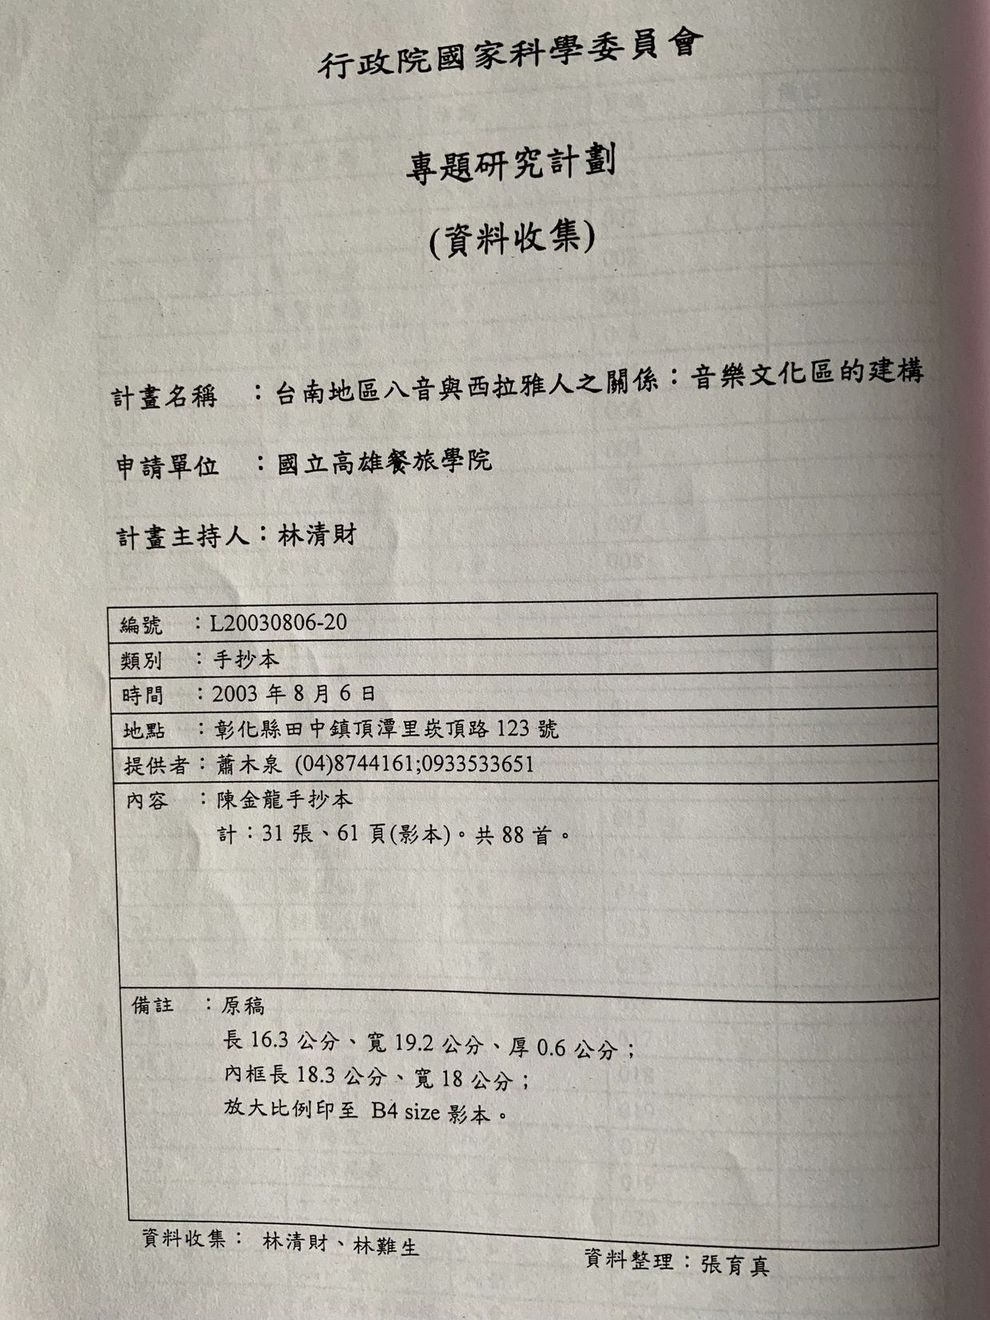 行政院國家科學委員會
專題研究計劃
(資料收集)
計畫名稱 ：台南地區八音與西拉雅人之關係：音樂文化區的建構
申請單位 ：國立高雄餐旅學院
計畫主持人：林清財
編號 ：L20030806-20
類別 ：手抄本
時間 ：2003 年 8 月 6 日
地點 ：彰化縣田中鎮頂潭里崁頂路 123 號
提供者：蕭木泉 (04)8744161;0933533651
內容 ：陳金龍手抄本
計：31 張、61 頁(影本)。共 88 首。
備註 ：原稿
長 16.3 公分、寬 19.2 公分、厚 0.6 公分；
內框長 18.3 公分、寬 18 公分；
放大比例印至 B4 size 影本。
資料收集： 林清財、林難生
資料整理：張育真